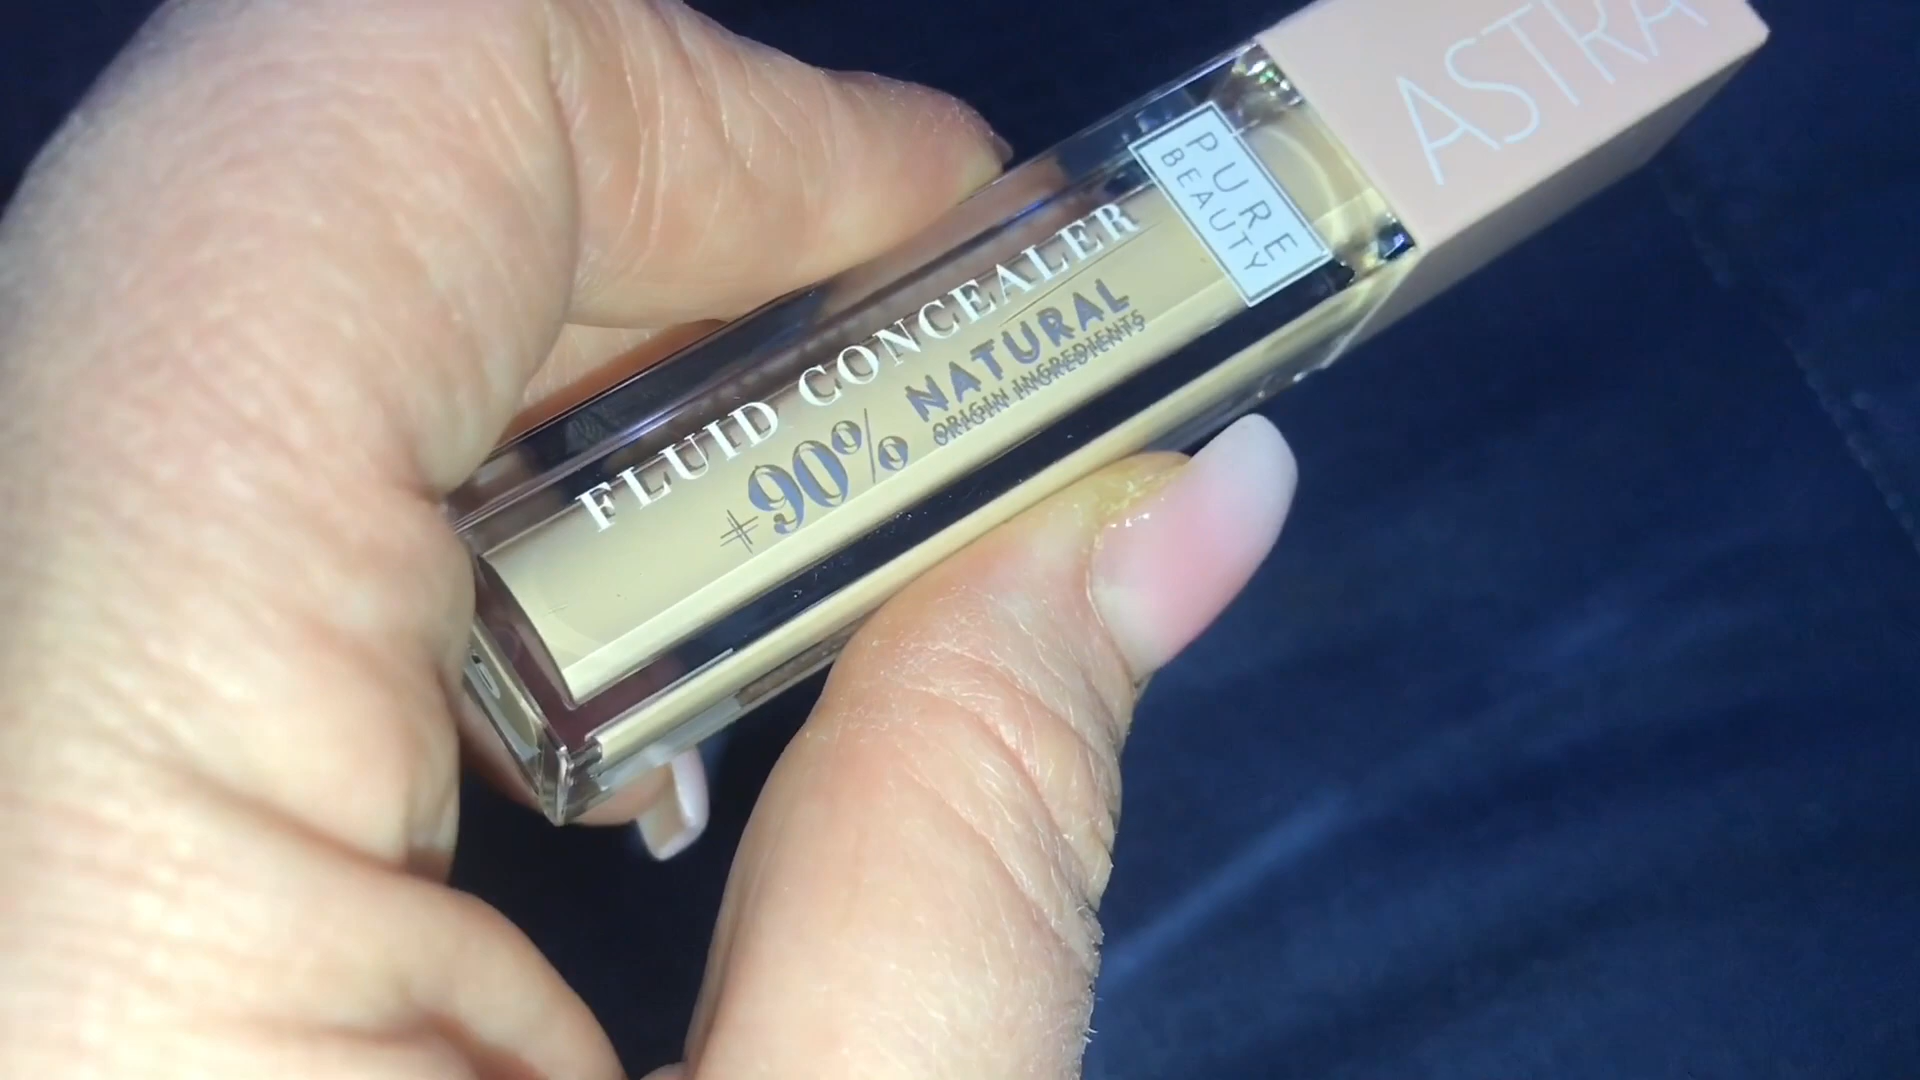 ASTRA
PURE
BEAUTY
FLUID CONCEALER
+90% NATURAL
ORIGIN INGREDIENTS